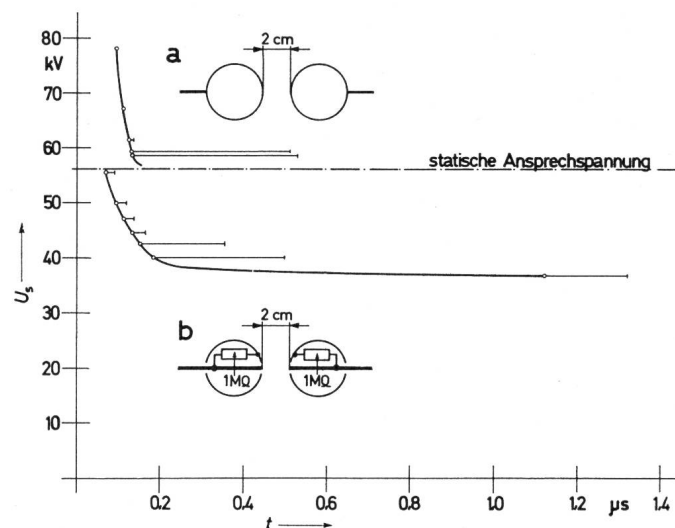 80
kV
70
60
50
40
30
20
10
U_s
a
2 cm
statische Ansprechspannung
b
2 cm
1MΩ
1MΩ
0.2
0.4
0.6
0.8
1.0
1.2
1.4
µs
t